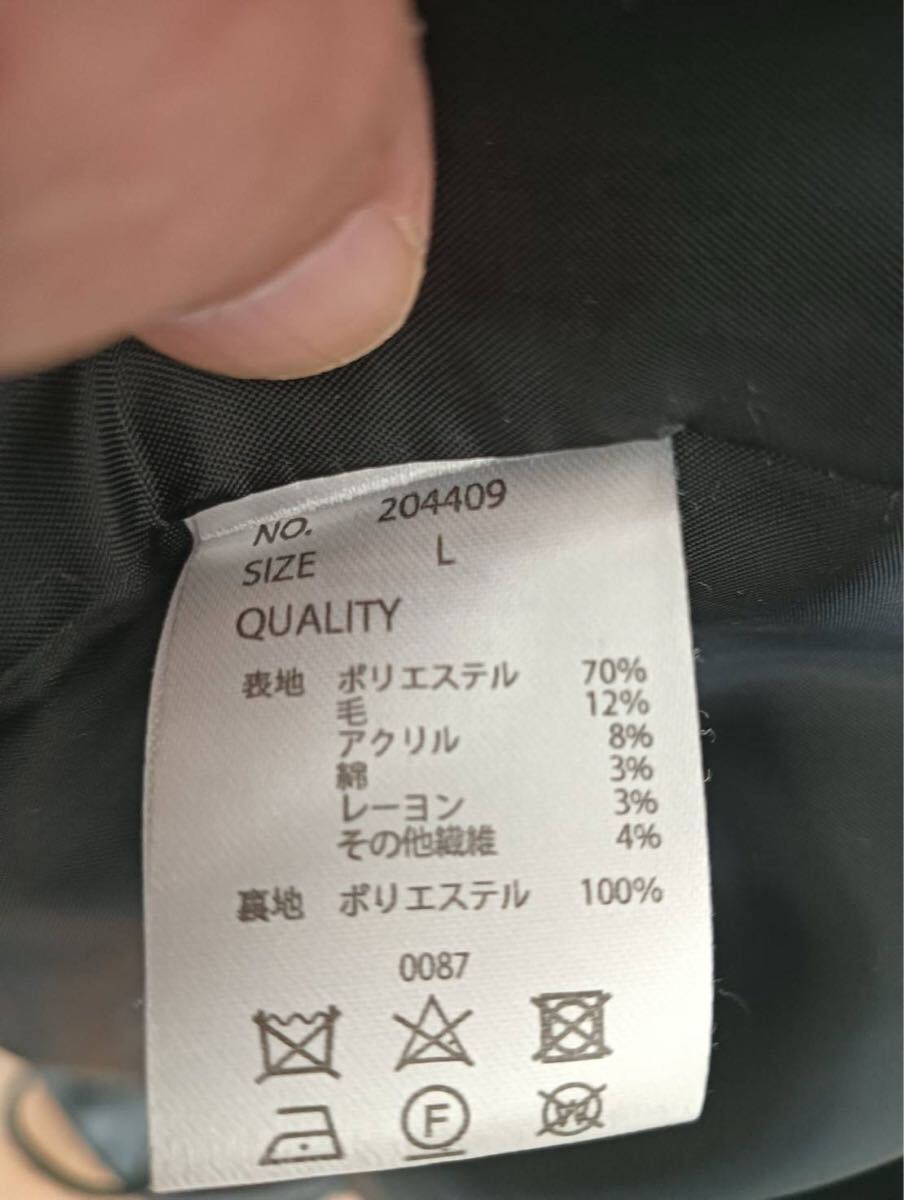 NO. 204409
SIZE L
QUALITY
表地 ポリエステル 70%
毛 12%
アクリル 8%
綿 3%
レーヨン 3%
その他繊維 4%
裏地 ポリエステル 100%
0087
F
W